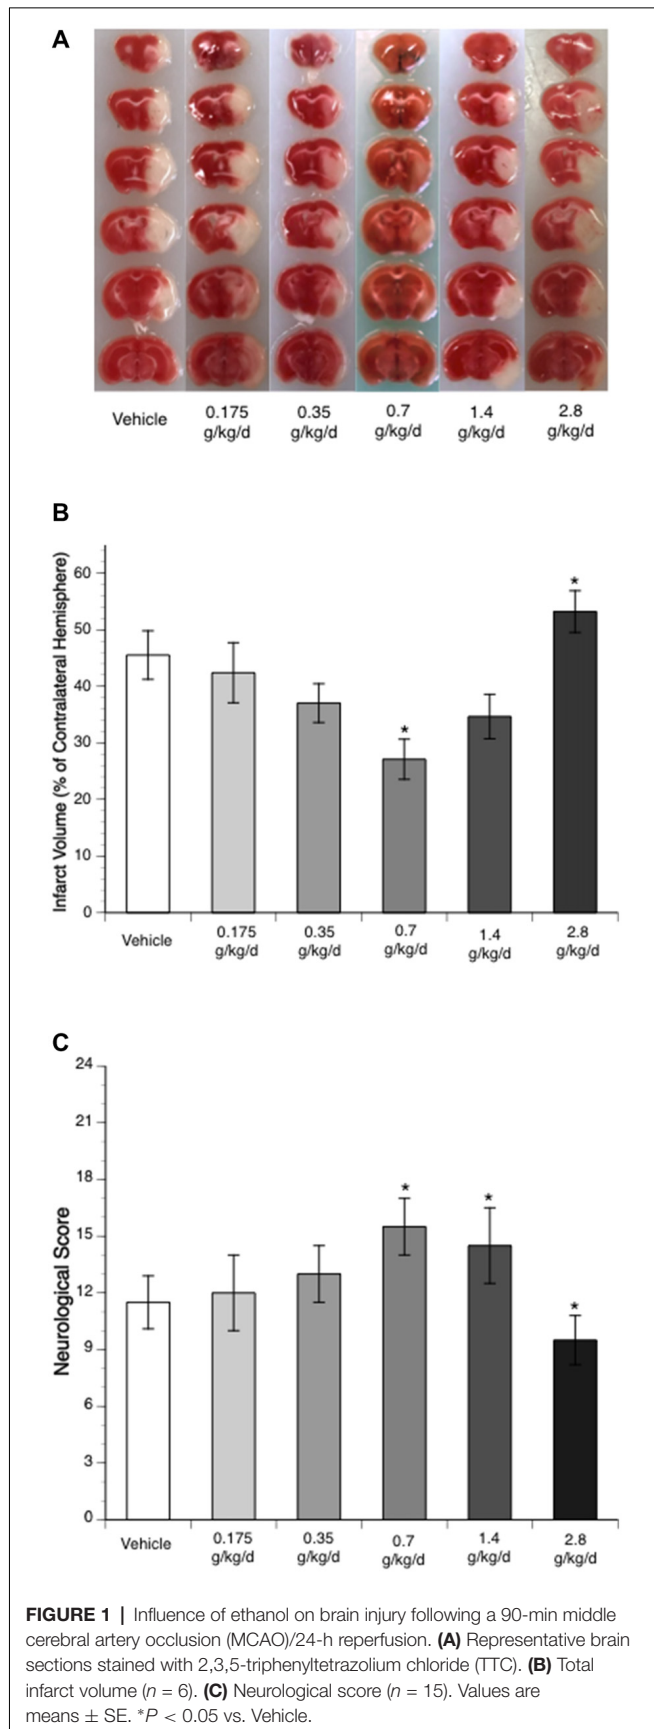 A
Vehicle
0.175 g/kg/d
0.35 g/kg/d
0.7 g/kg/d
1.4 g/kg/d
2.8 g/kg/d
B
Infarct Volume (% of Contralateral Hemisphere)
60
50
40
30
20
10
0
*
*
Vehicle
0.175 g/kg/d
0.35 g/kg/d
0.7 g/kg/d
1.4 g/kg/d
2.8 g/kg/d
C
Neurological Score
24
21
18
15
12
9
6
3
0
*
*
*
Vehicle
0.175 g/kg/d
0.35 g/kg/d
0.7 g/kg/d
1.4 g/kg/d
2.8 g/kg/d
FIGURE 1 | Influence of ethanol on brain injury following a 90-min middle
cerebral artery occlusion (MCAO)/24-h reperfusion. (A) Representative brain
sections stained with 2,3,5-triphenyltetrazolium chloride (TTC). (B) Total
infarct volume (n = 6). (C) Neurological score (n = 15). Values are
means ± SE. *P < 0.05 vs. Vehicle.